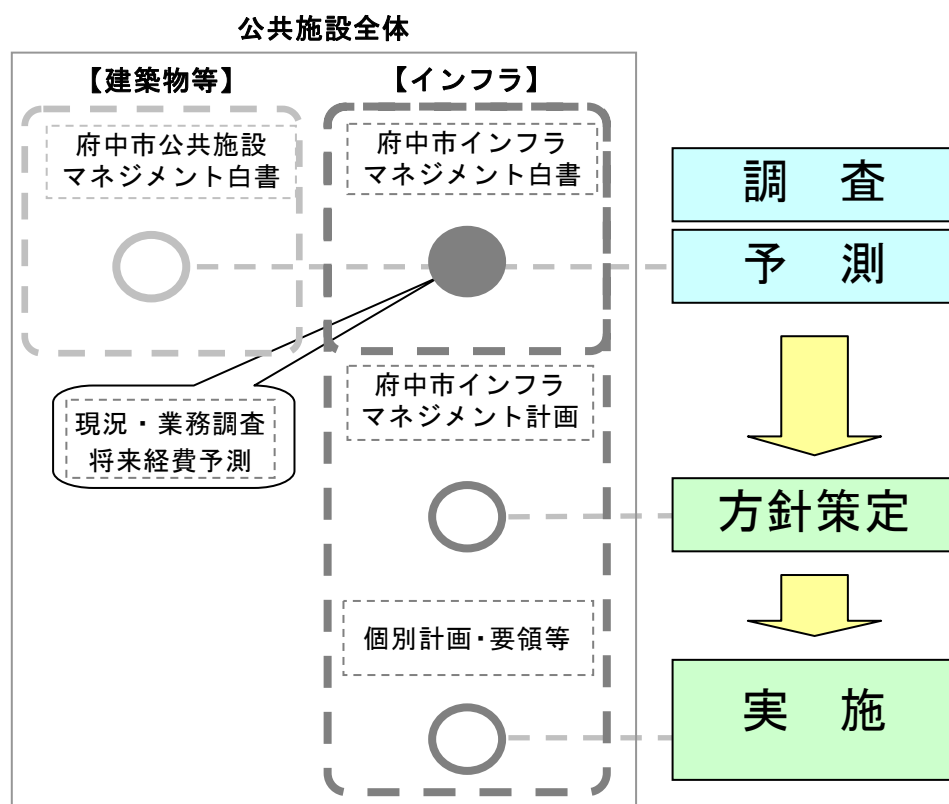 公共施設全体
【建築物等】
【インフラ】
府中市公共施設
マネジメント白書
府中市インフラ
マネジメント白書
調 査
予 測
現況・業務調査
将来経費予測
府中市インフラ
マネジメント計画
方針策定
個別計画・要領等
実 施